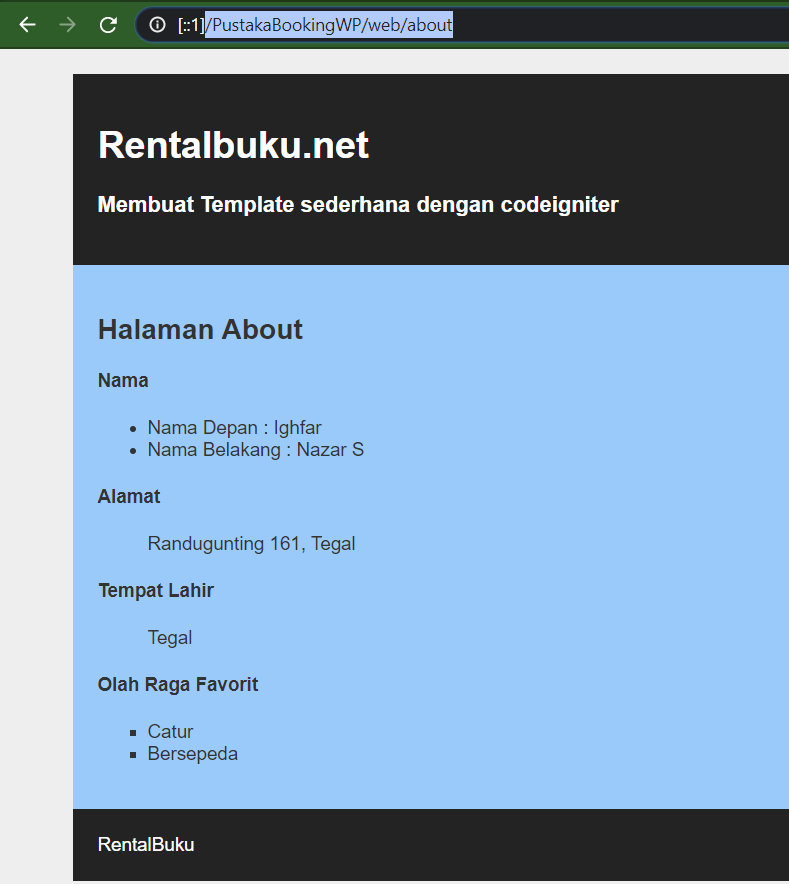 [::1]/PustakaBookingWP/web/about
Rentalbuku.net
Membuat Template sederhana dengan codeigniter
Halaman About
Nama
Nama Depan : Ighfar
Nama Belakang : Nazar S
Alamat
Randugunting 161, Tegal
Tempat Lahir
Tegal
Olah Raga Favorit
Catur
Bersepeda
RentalBuku